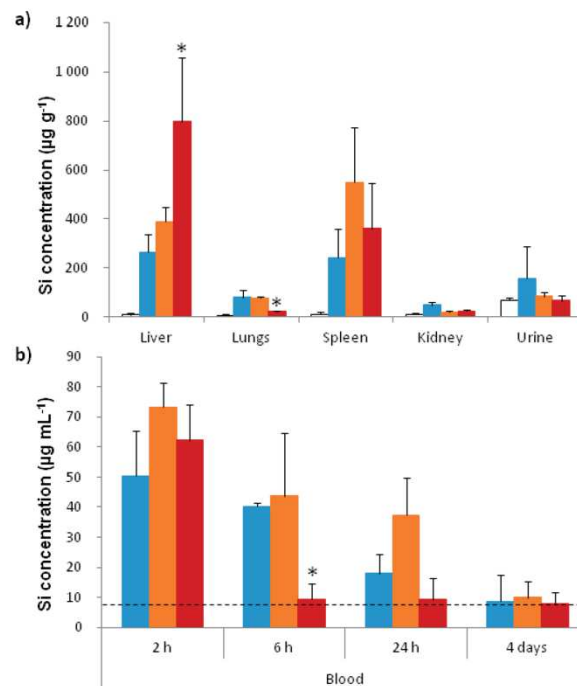 a)
Si concentration (µg g⁻¹)
1 200
1 000
800
600
400
200
0
*
*
Liver Lungs Spleen Kidney Urine
b)
Si concentration (µg mL⁻¹)
90
80
70
60
50
40
30
20
10
0
*
2 h 6 h 24 h 4 days
Blood